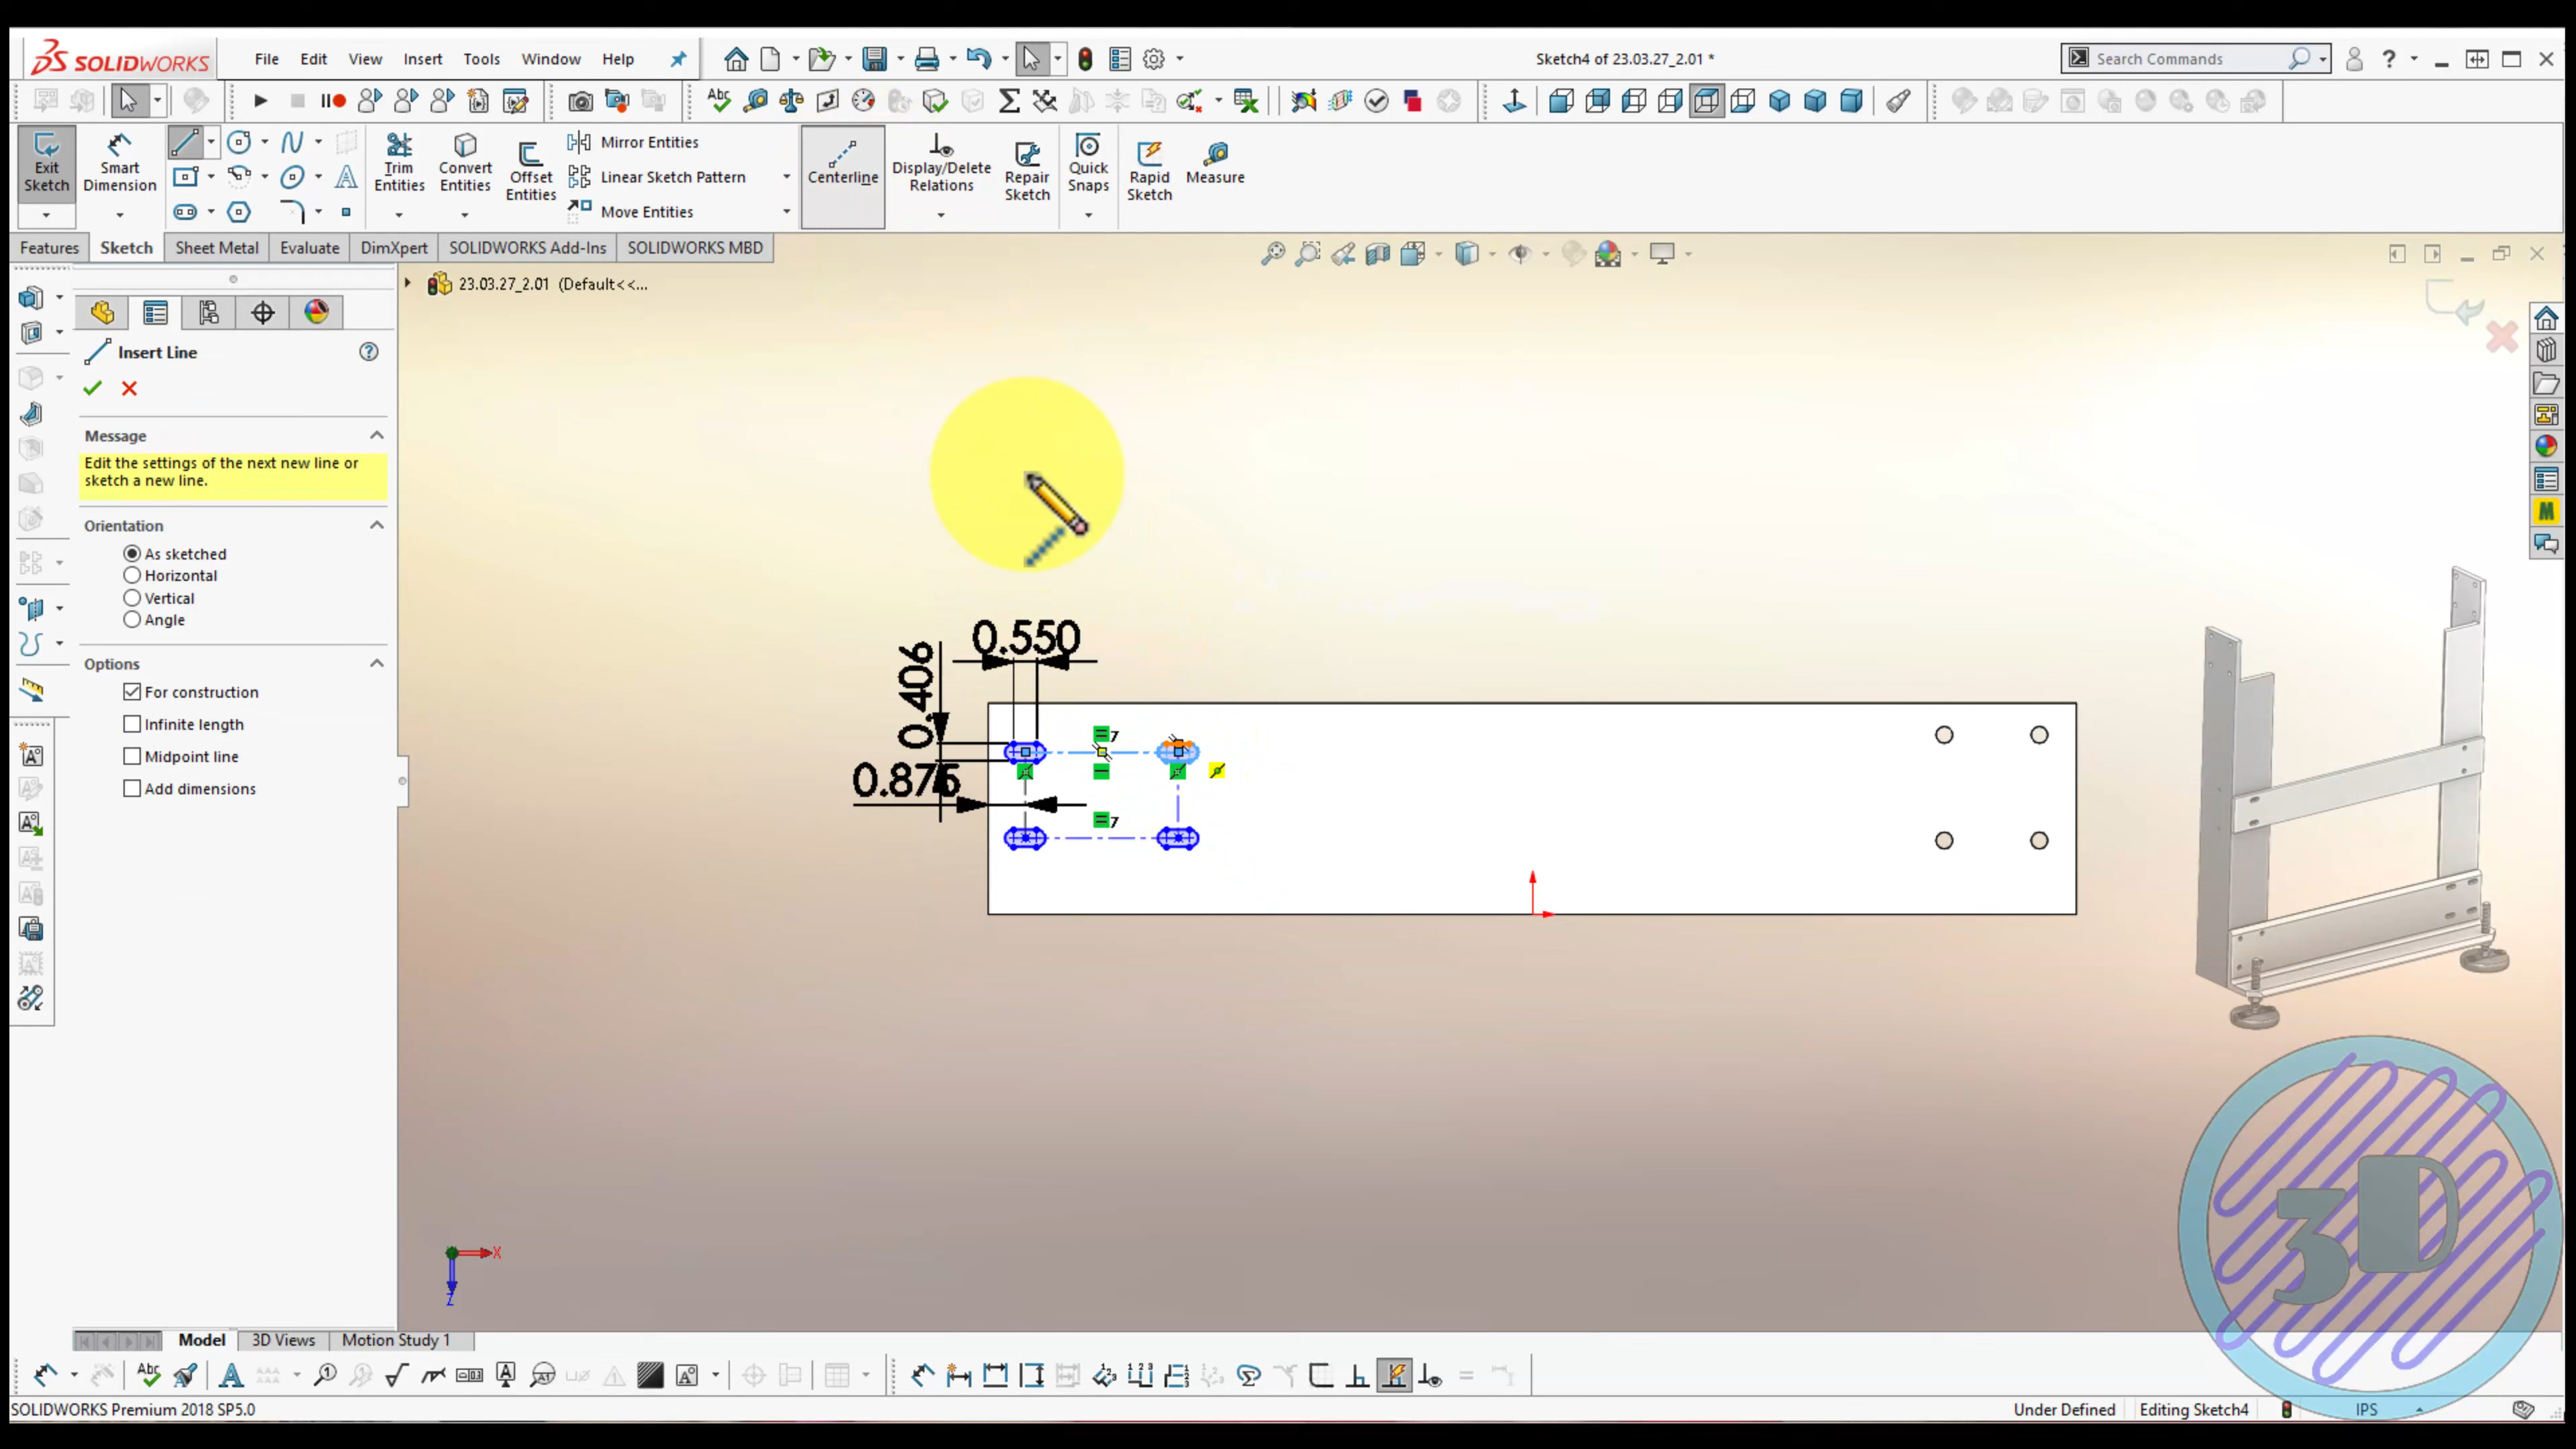 SOLIDWORKS
File Edit View Insert Tools Window Help
Sketch4 of 23.03.27_2.01 *
Search Commands
Exit Sketch
Smart Dimension
Trim Entities
Convert Entities
Offset Entities
Mirror Entities
Linear Sketch Pattern
Move Entities
Centerline
Display/Delete Relations
Repair Sketch
Quick Snaps
Rapid Sketch
Measure
Features Sketch Sheet Metal Evaluate DimXpert SOLIDWORKS Add-Ins SOLIDWORKS MBD
23.03.27_2.01 (Default<<...
Insert Line
Message
Edit the settings of the next new line or
sketch a new line.
Orientation
As sketched
Horizontal
Vertical
Angle
Options
For construction
Infinite length
Midpoint line
Add dimensions
0.550
0.406
0.875
7
7
X
Z
3D
M
Model 3D Views Motion Study 1
SOLIDWORKS Premium 2018 SP5.0
Under Defined Editing Sketch4 IPS